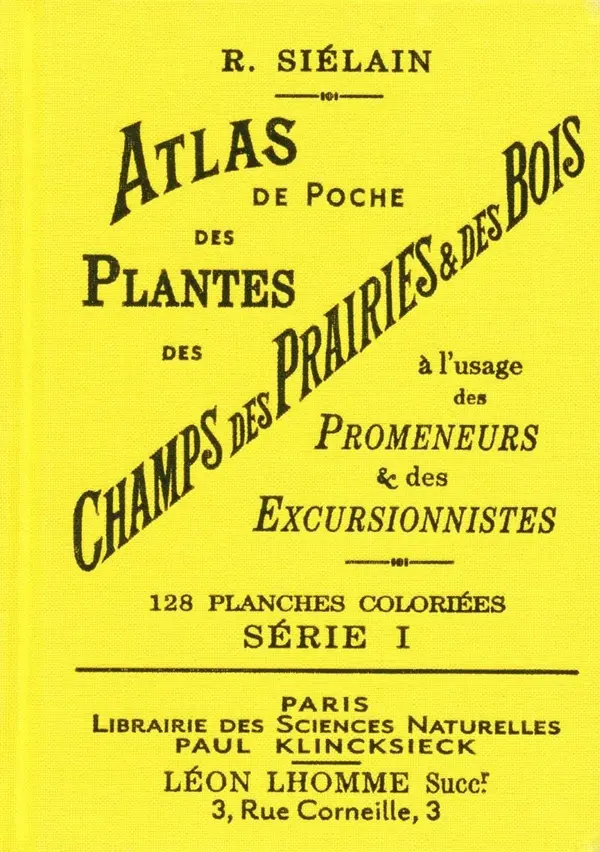 R. SIÉLAIN
ATLAS
DE POCHE
DES
PLANTES
DES
CHAMPS DES PRAIRIES & DES BOIS
à l'usage
des
PROMENEURS
& des
EXCURSIONNISTES
128 PLANCHES COLORIÉES
SÉRIE I
PARIS
LIBRAIRIE DES SCIENCES NATURELLES
PAUL KLINCKSIECK
LÉON LHOMME Succr
3, Rue Corneille, 3